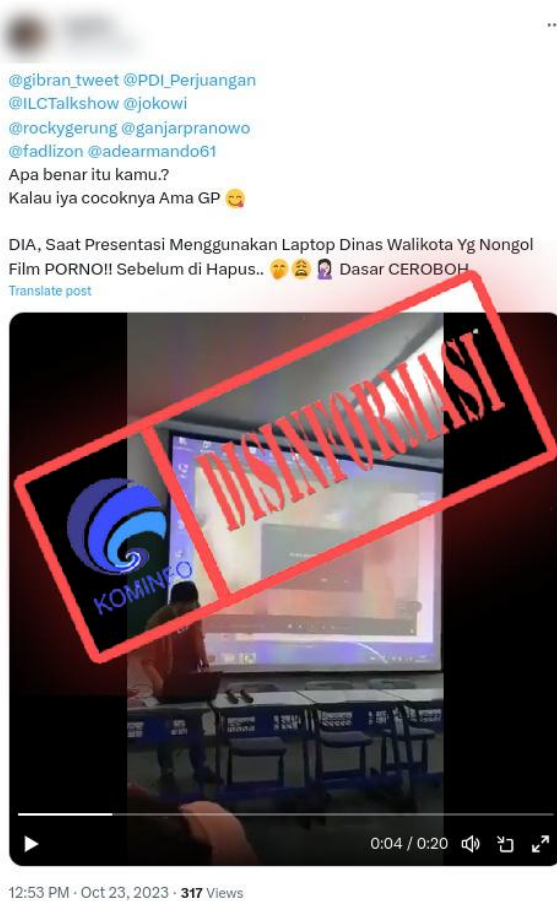 @gibran_tweet @PDI_Perjuangan
@ILCTalkshow @jokowi
@rockygerung @ganjarpranowo
@fadlizon @adearmando61
Apa benar itu kamu.?
Kalau iya cocoknya Ama GP 😋
DIA, Saat Presentasi Menggunakan Laptop Dinas Walikota Yg Nongol
Film PORNO!! Sebelum di Hapus.. 🤭😩🤦🏻‍♀️ Dasar CEROBOH
Translate post
DISINFORMASI
KOMINFO
0:04 / 0:20
12:53 PM · Oct 23, 2023 · 317 Views